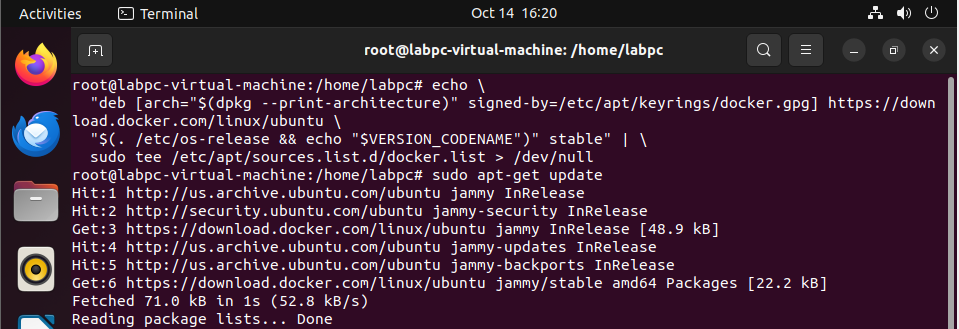 Activities Terminal Oct 14 16:20
root@labpc-virtual-machine: /home/labpc
root@labpc-virtual-machine:/home/labpc# echo \
  "deb [arch="$(dpkg --print-architecture)" signed-by=/etc/apt/keyrings/docker.gpg] https://down
load.docker.com/linux/ubuntu \
  "$(. /etc/os-release && echo "$VERSION_CODENAME")" stable" | \
  sudo tee /etc/apt/sources.list.d/docker.list > /dev/null
root@labpc-virtual-machine:/home/labpc# sudo apt-get update
Hit:1 http://us.archive.ubuntu.com/ubuntu jammy InRelease
Hit:2 http://security.ubuntu.com/ubuntu jammy-security InRelease
Get:3 https://download.docker.com/linux/ubuntu jammy InRelease [48.9 kB]
Hit:4 http://us.archive.ubuntu.com/ubuntu jammy-updates InRelease
Hit:5 http://us.archive.ubuntu.com/ubuntu jammy-backports InRelease
Get:6 https://download.docker.com/linux/ubuntu jammy/stable amd64 Packages [22.2 kB]
Fetched 71.0 kB in 1s (52.8 kB/s)
Reading package lists... Done